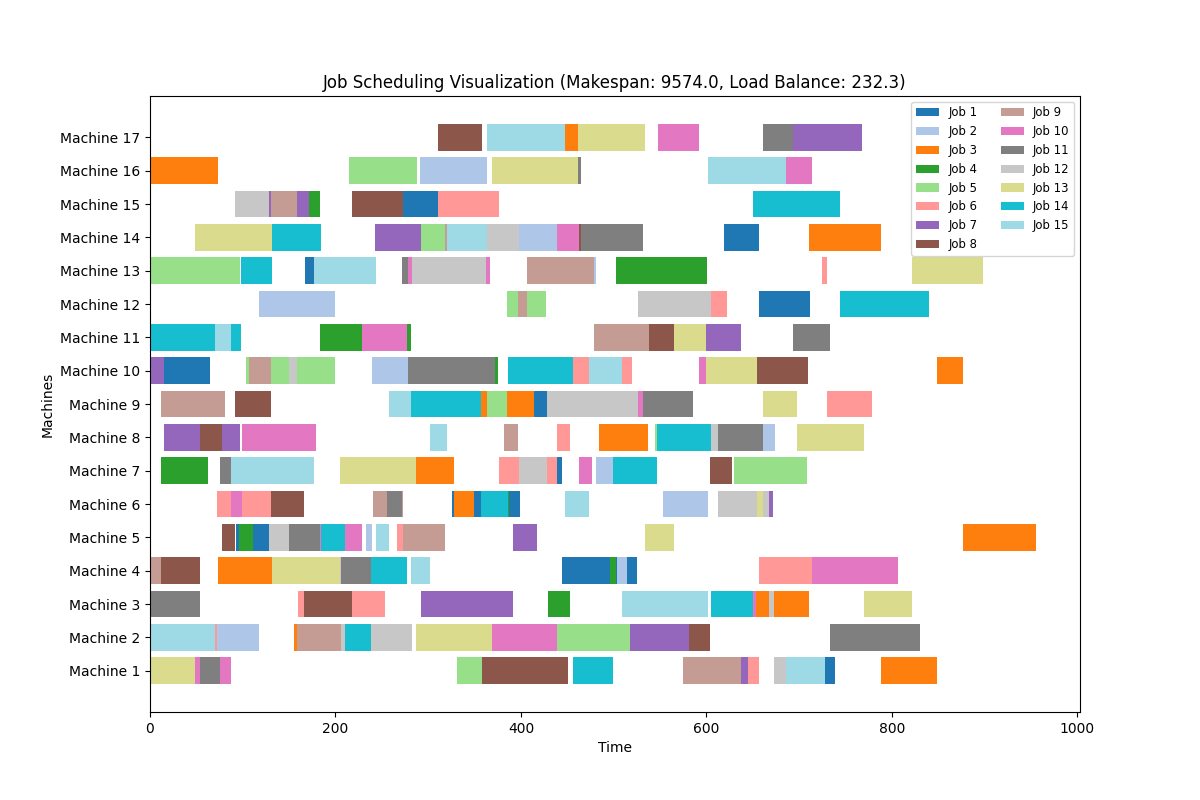 Job Scheduling Visualization (Makespan: 9574.0, Load Balance: 232.3)
Machine 17
Machine 16
Machine 15
Machine 14
Machine 13
Machine 12
Machine 11
Machine 10
Machine 9
Machine 8
Machine 7
Machine 6
Machine 5
Machine 4
Machine 3
Machine 2
Machine 1
Machines
0 200 400 600 800 1000
Time
Job 1
Job 2
Job 3
Job 4
Job 5
Job 6
Job 7
Job 8
Job 9
Job 10
Job 11
Job 12
Job 13
Job 14
Job 15